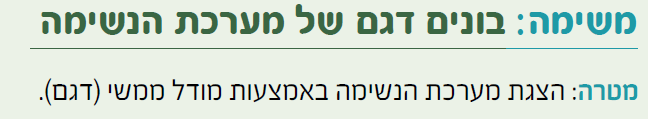 משימה: בונים דגם של מערכת הנשימה
מטרה: הצגת מערכת הנשימה באמצעות מודל ממשי (דגם).